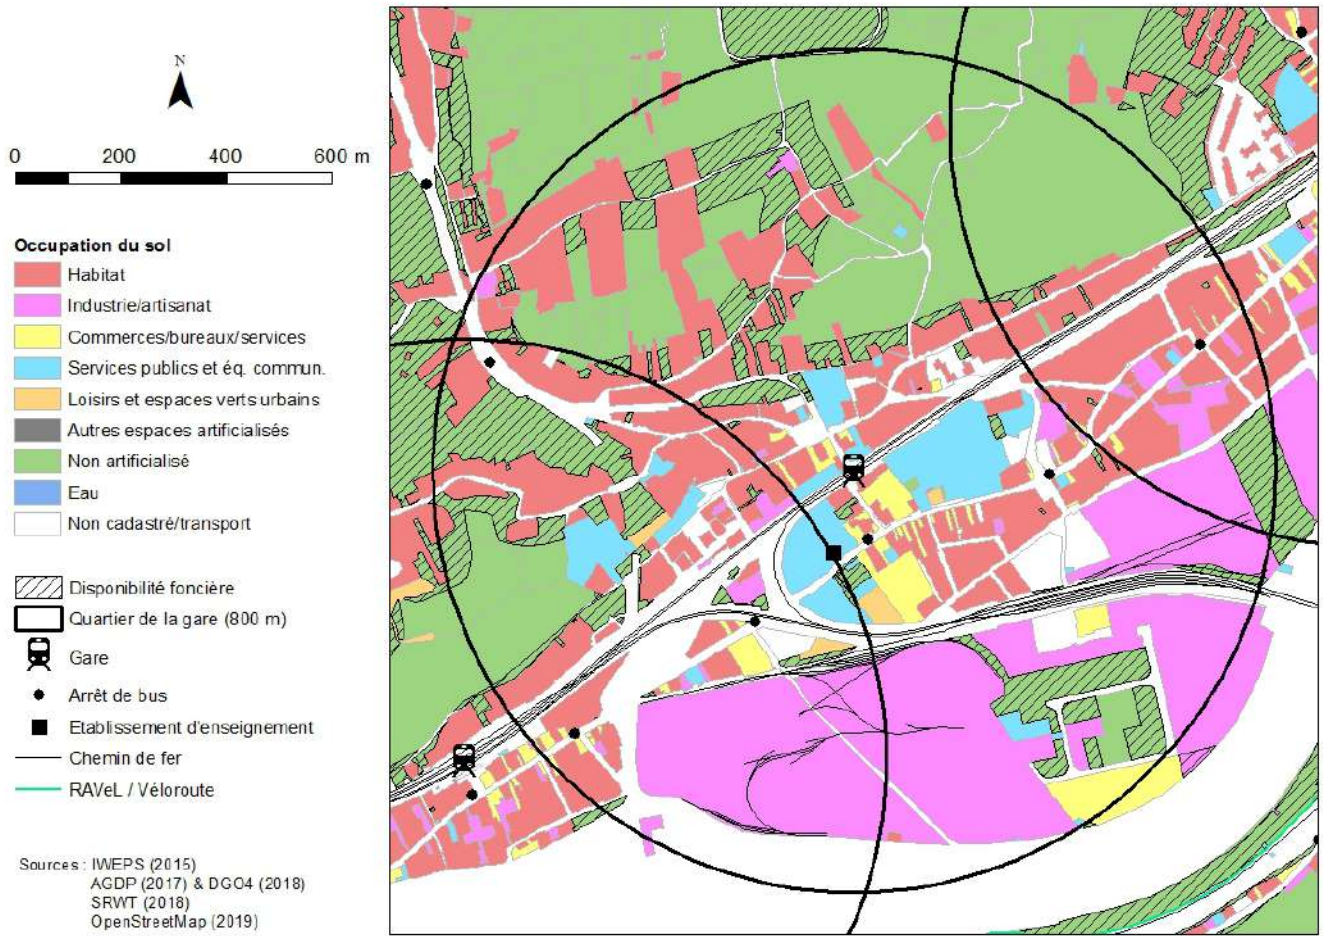 N
0 200 400 600 m
Occupation du sol
Habitat
Industrie/artisanat
Commerces/bureaux/services
Services publics et éq. commun.
Loisirs et espaces verts urbains
Autres espaces artificialisés
Non artificialisé
Eau
Non cadastré/transport
Disponibilité foncière
Quartier de la gare (800 m)
Gare
Arrêt de bus
Etablissement d'enseignement
Chemin de fer
RAVeL / Véloroute
Sources : IWEPS (2015)
AGDP (2017) & DGO4 (2018)
SRWT (2018)
OpenStreetMap (2019)